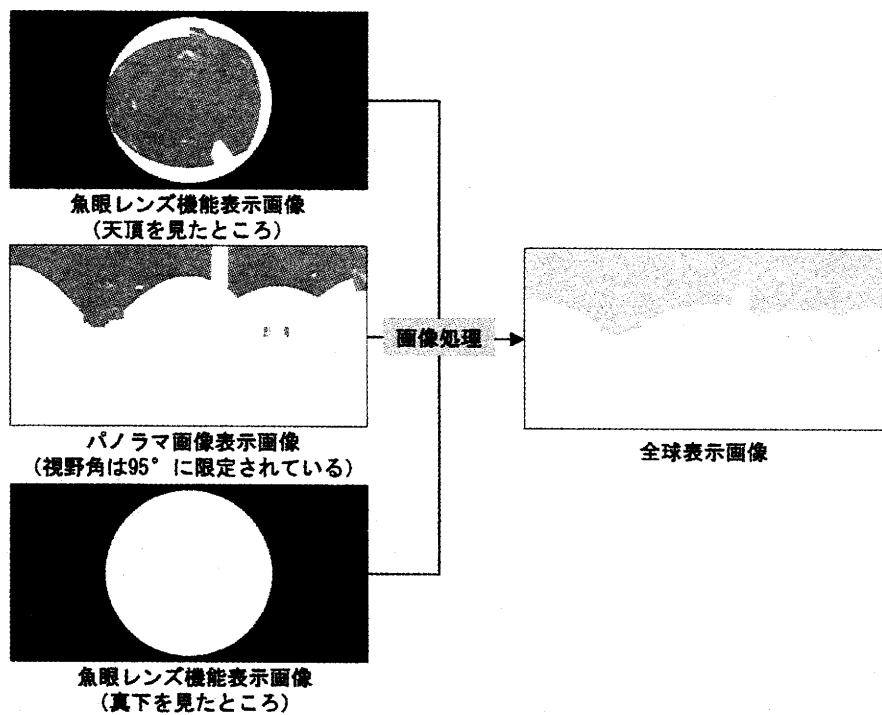 魚眼レンズ機能表示画像
(天頂を見たところ)
パノラマ画像表示画像
(視野角は95°に限定されている)
画像処理
全球表示画像
魚眼レンズ機能表示画像
(真下を見たところ)